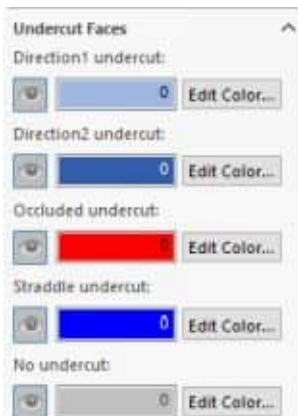 Undercut Faces
Direction1 undercut:
0 Edit Color...
Direction2 undercut:
0 Edit Color...
Occluded undercut:
0 Edit Color...
Straddle undercut:
0 Edit Color...
No undercut:
0 Edit Color...